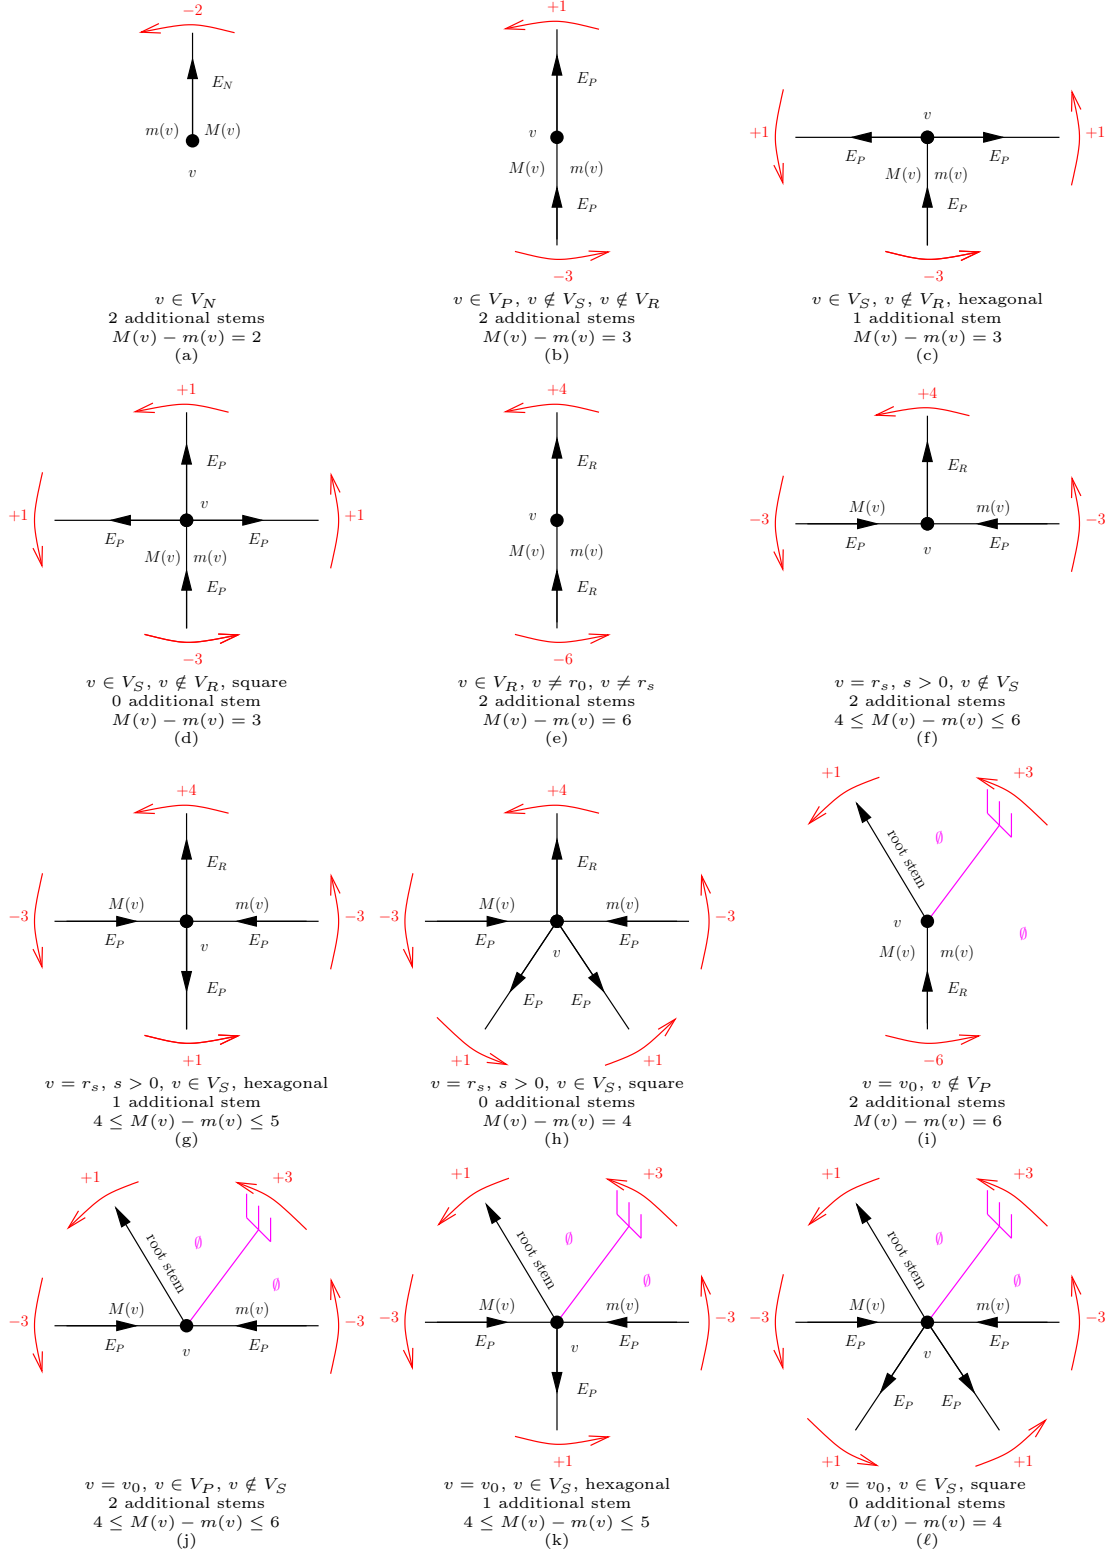 −2
E_N
m(v) M(v)
v
v ∈ V_N
2 additional stems
M(v) − m(v) = 2
(a)
+1
E_P
v
M(v) m(v)
E_P
−3
v ∈ V_P, v ∉ V_S, v ∉ V_R
2 additional stems
M(v) − m(v) = 3
(b)
+1
v
+1
E_P
E_P
M(v) m(v)
E_P
−3
v ∈ V_S, v ∉ V_R, hexagonal
1 additional stem
M(v) − m(v) = 3
(c)
+1
E_P
v
+1
+1
E_P
E_P
M(v) m(v)
E_P
−3
v ∈ V_S, v ∉ V_R, square
0 additional stem
M(v) − m(v) = 3
(d)
+4
E_R
v
M(v) m(v)
E_R
−6
v ∈ V_R, v ≠ r_0, v ≠ r_s
2 additional stems
M(v) − m(v) = 6
(e)
+4
E_R
M(v) m(v)
−3
−3
E_P
v
E_P
v = r_s, s > 0, v ∉ V_S
2 additional stems
4 ≤ M(v) − m(v) ≤ 6
(f)
+4
E_R
M(v) m(v)
−3
−3
E_P
v
E_P
E_P
+1
v = r_s, s > 0, v ∈ V_S, hexagonal
1 additional stem
4 ≤ M(v) − m(v) ≤ 5
(g)
+4
E_R
M(v) m(v)
−3
−3
E_P
v
E_P
E_P
E_P
+1
+1
v = r_s, s > 0, v ∈ V_S, square
0 additional stems
M(v) − m(v) = 4
(h)
+1
+3
root stem
∅
v
∅
M(v) m(v)
E_R
−6
v = v_0, v ∉ V_P
2 additional stems
M(v) − m(v) = 6
(i)
+1
+3
root stem
∅
∅
M(v) m(v)
−3
−3
E_P
v
E_P
v = v_0, v ∈ V_P, v ∉ V_S
2 additional stems
4 ≤ M(v) − m(v) ≤ 6
(j)
+1
+3
root stem
∅
∅
M(v) m(v)
−3
−3
E_P
v
E_P
E_P
+1
v = v_0, v ∈ V_S, hexagonal
1 additional stem
4 ≤ M(v) − m(v) ≤ 5
(k)
+1
+3
root stem
∅
∅
M(v) m(v)
−3
−3
E_P
v
E_P
E_P
E_P
+1
+1
v = v_0, v ∈ V_S, square
0 additional stems
M(v) − m(v) = 4
(ℓ)